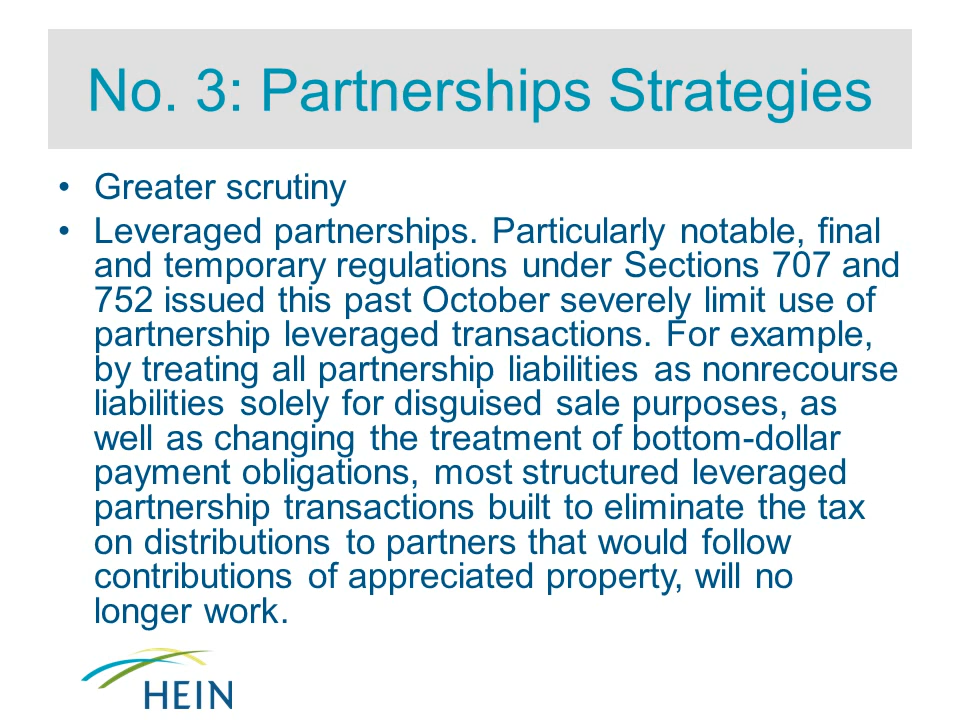 No. 3: Partnerships Strategies
• Greater scrutiny
• Leveraged partnerships. Particularly notable, final
and temporary regulations under Sections 707 and
752 issued this past October severely limit use of
partnership leveraged transactions. For example,
by treating all partnership liabilities as nonrecourse
liabilities solely for disguised sale purposes, as
well as changing the treatment of bottom-dollar
payment obligations, most structured leveraged
partnership transactions built to eliminate the tax
on distributions to partners that would follow
contributions of appreciated property, will no
longer work.
HEIN